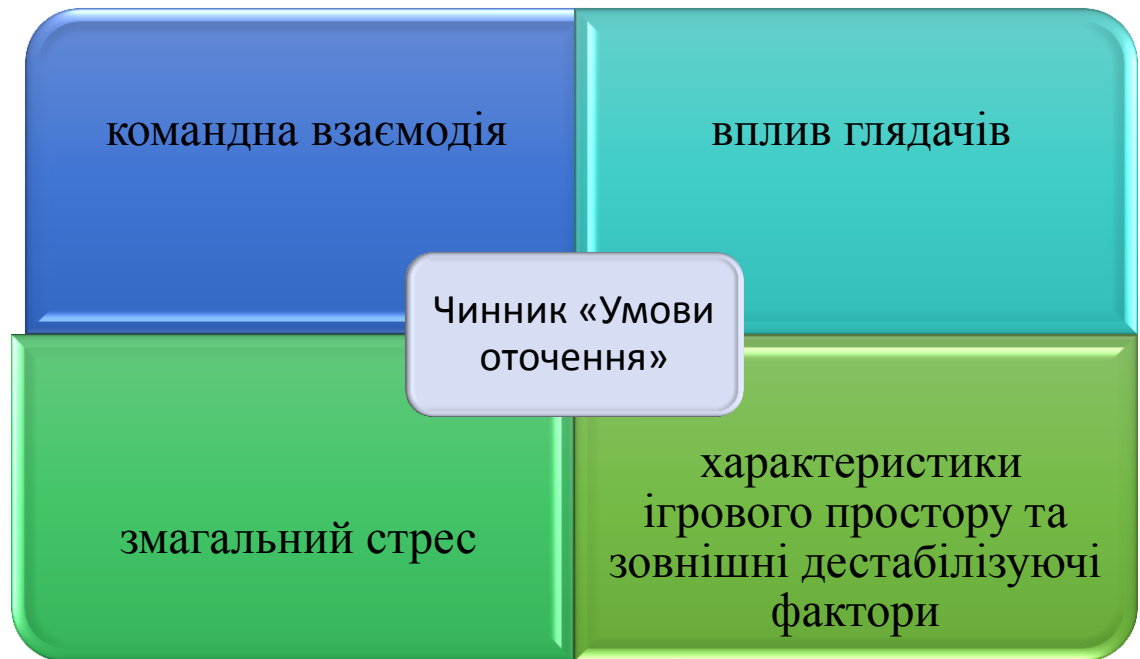 командна взаємодія
вплив глядачів
Чинник «Умови
оточення»
змагальний стрес
характеристики
ігрового простору та
зовнішні дестабілізуючі
фактори